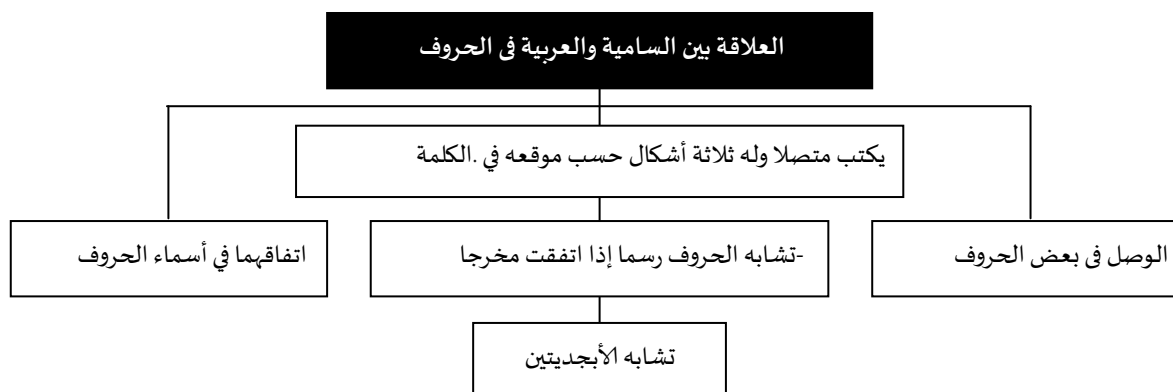 العلاقة بين السامية والعربية فى الحروف
يكتب متصلا وله ثلاثة أشكال حسب موقعه في .الكلمة
الوصل فى بعض الحروف
-تشابه الحروف رسما إذا اتفقت مخرجا
اتفاقهما في أسماء الحروف
تشابه الأبجديتين